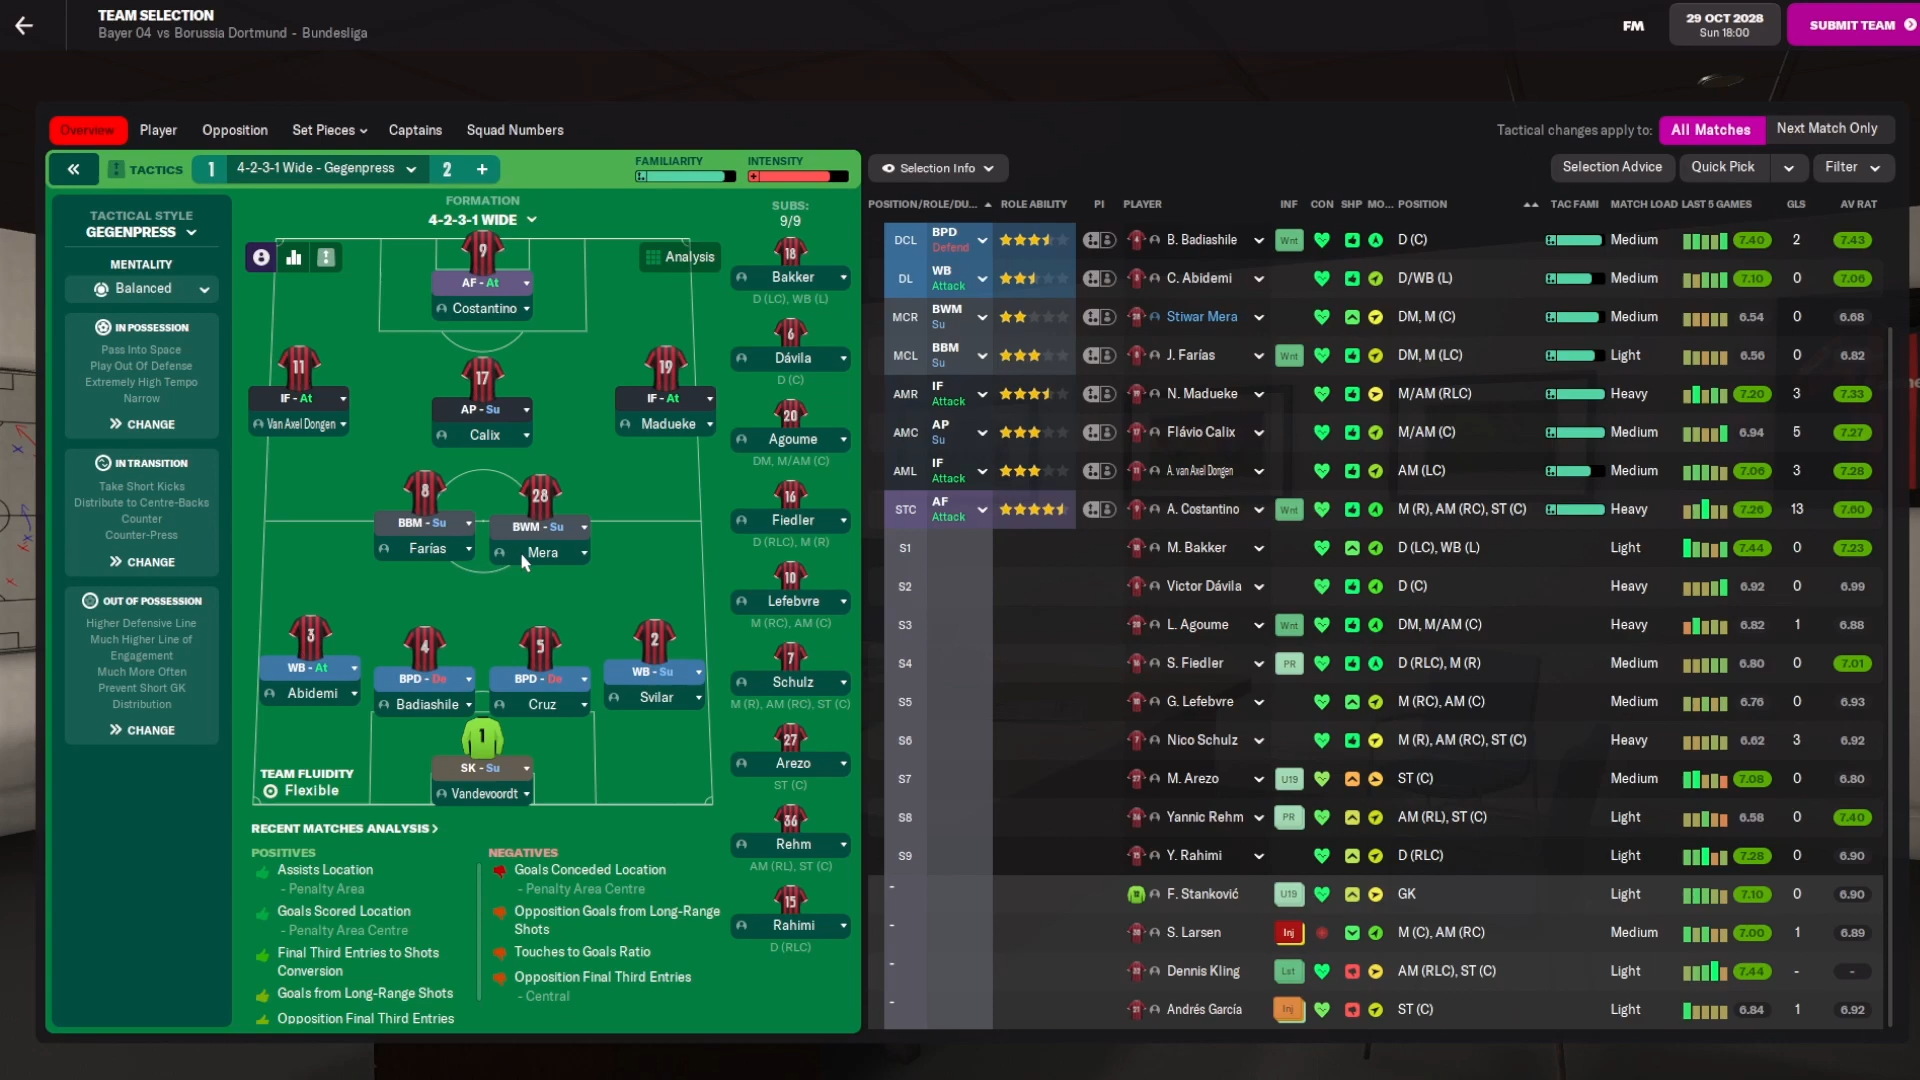 TEAM SELECTION
Bayer 04 vs Borussia Dortmund - Bundesliga
FM
29 OCT 2028
Sun 18:00
SUBMIT TEAM
Overview Player Opposition Set Pieces Captains Squad Numbers
Tactical changes apply to: All Matches Next Match Only
TACTICS 1 4-2-3-1 Wide - Gegenpress 2 +
FAMILIARITY
INTENSITY
Selection Info
Selection Advice Quick Pick Filter
TACTICAL STYLE
GEGENPRESS
MENTALITY
Balanced
IN POSSESSION
Pass Into Space
Play Out Of Defense
Extremely High Tempo
Narrow
CHANGE
IN TRANSITION
Take Short Kicks
Distribute to Centre-Backs
Counter
Counter-Press
CHANGE
OUT OF POSSESSION
Higher Defensive Line
Much Higher Line of
Engagement
Much More Often
Prevent Short GK
Distribution
CHANGE
FORMATION
4-2-3-1 WIDE
Analysis
9
AF - At
Costantino
11
IF - At
Van Axel Dongen
17
AP - Su
Calix
19
IF - At
Madueke
8
BBM - Su
Farías
28
BWM - Su
Mera
3
WB - At
Abidemi
4
BPD - De
Badiashile
5
BPD - De
Cruz
2
WB - Su
Svilar
1
SK - Su
Vandevoordt
TEAM FLUIDITY
Flexible
SUBS:
9/9
18
Bakker
D (LC), WB (L)
6
Dávila
D (C)
20
Agoume
DM, M/AM (C)
16
Fiedler
D (RLC), M (R)
10
Lefebvre
M (RC), AM (C)
7
Schulz
M (R), AM (RC), ST (C)
27
Arezo
ST (C)
36
Rehm
AM (RL), ST (C)
15
Rahimi
D (RLC)
RECENT MATCHES ANALYSIS
POSITIVES
Assists Location
- Penalty Area
Goals Scored Location
- Penalty Area Centre
Final Third Entries to Shots
Conversion
Goals from Long-Range Shots
Opposition Final Third Entries
NEGATIVES
Goals Conceded Location
- Penalty Area Centre
Opposition Goals from Long-Range
Shots
Touches to Goals Ratio
Opposition Final Third Entries
- Central
POSITION/ROLE/DU... ROLE ABILITY PI PLAYER INF CON SHP MO... POSITION TAC FAMI MATCH LOAD LAST 5 GAMES GLS AV RAT
DCL BPD Defend B. Badiashile Wnt D (C) Medium 7.40 2 7.43
DL WB Attack C. Abidemi D/WB (L) Medium 7.10 0 7.06
MCR BWM Su Stiwar Mera DM, M (C) Medium 6.54 0 6.68
MCL BBM Su J. Farías Wnt DM, M (LC) Light 6.56 0 6.82
AMR IF Attack N. Madueke M/AM (RLC) Heavy 7.20 3 7.33
AMC AP Su Flávio Calix M/AM (C) Medium 6.94 5 7.27
AML IF Attack A. van Axel Dongen AM (LC) Medium 7.06 3 7.28
STC AF Attack A. Costantino Wnt M (R), AM (RC), ST (C) Heavy 7.26 13 7.60
S1 M. Bakker D (LC), WB (L) Light 7.44 0 7.23
S2 Victor Dávila D (C) Heavy 6.92 0 6.99
S3 L. Agoume Wnt DM, M/AM (C) Heavy 6.82 1 6.88
S4 S. Fiedler PR D (RLC), M (R) Medium 6.80 0 7.01
S5 G. Lefebvre M (RC), AM (C) Medium 6.76 0 6.93
S6 Nico Schulz M (R), AM (RC), ST (C) Heavy 6.62 3 6.92
S7 M. Arezo U19 ST (C) Medium 7.08 0 6.80
S8 Yannic Rehm PR AM (RL), ST (C) Light 6.58 0 7.40
S9 Y. Rahimi D (RLC) Light 7.28 0 6.90
- F. Stanković U19 GK Light 7.10 0 6.90
- S. Larsen Inj M (C), AM (RC) Medium 7.00 1 6.89
- Dennis Kling Lst AM (RLC), ST (C) Light 7.44 - -
- Andrés García Inj ST (C) Light 6.84 1 6.92